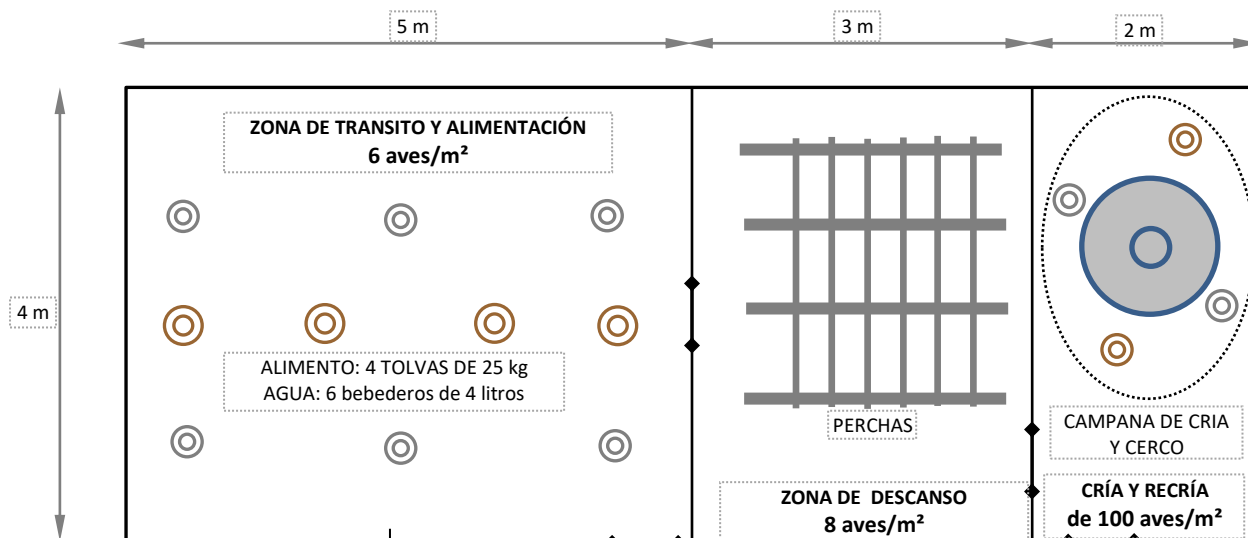 5 m
3 m
2 m
4 m
ZONA DE TRANSITO Y ALIMENTACIÓN
6 aves/m²
ALIMENTO: 4 TOLVAS DE 25 kg
AGUA: 6 bebederos de 4 litros
PERCHAS
ZONA DE DESCANSO
8 aves/m²
CAMPANA DE CRIA
Y CERCO
CRÍA Y RECRÍA
de 100 aves/m²